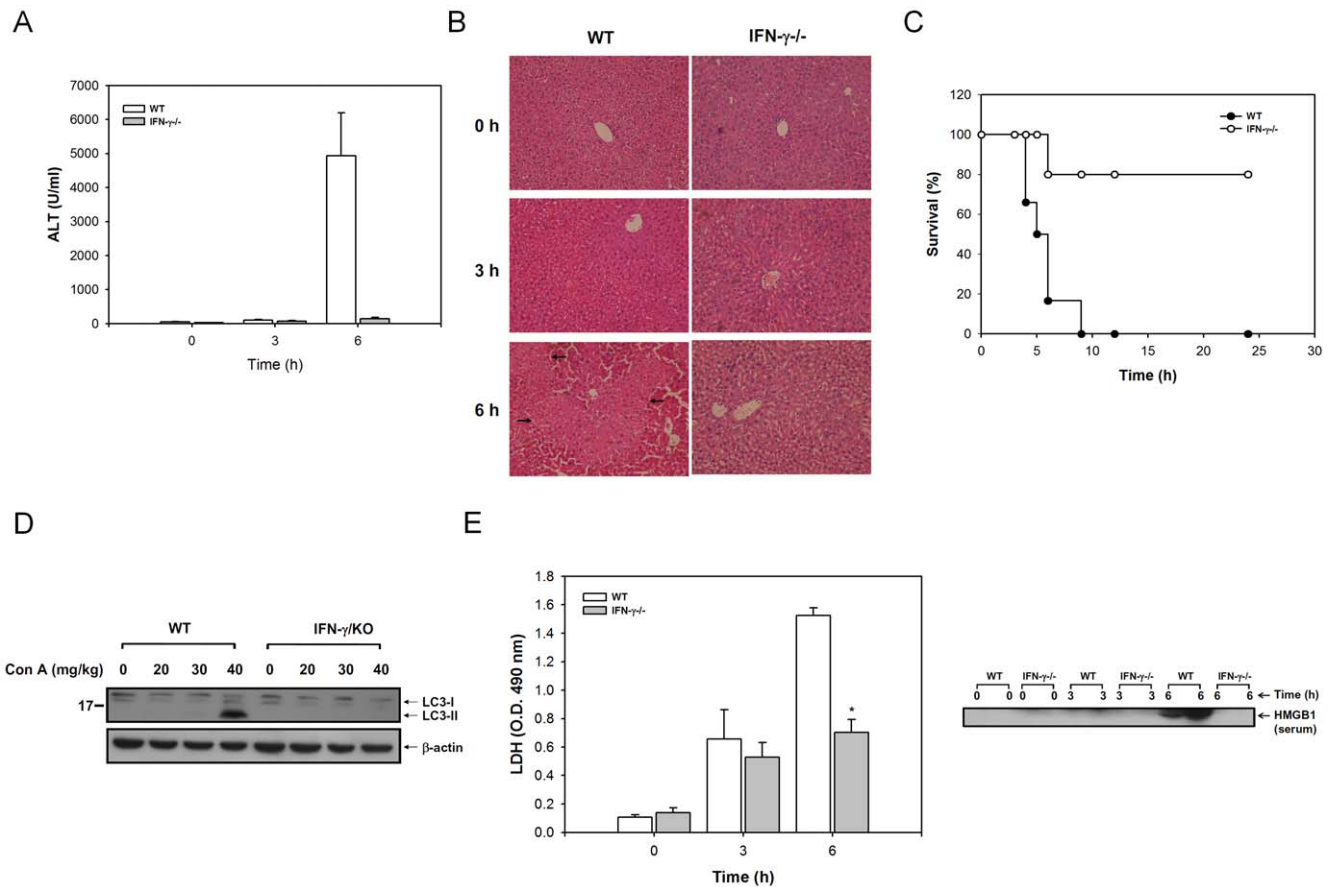 A
7000
6000
5000
4000
3000
2000
1000
0
ALT (U/ml)
WT
IFN-γ-/-
0 3 6
Time (h)
B
WT IFN-γ-/-
0 h
3 h
6 h
C
120
100
80
60
40
20
0
Survival (%)
WT
IFN-γ-/-
0 5 10 15 20 25 30
Time (h)
D
WT IFN-γ/KO
Con A (mg/kg) 0 20 30 40 0 20 30 40
17
LC3-I
LC3-II
β-actin
E
1.8
1.6
1.4
1.2
1.0
0.8
0.6
0.4
0.2
0.0
LDH (O.D. 490 nm)
WT
IFN-γ-/-
*
0 3 6
Time (h)
WT IFN-γ-/- WT IFN-γ-/- WT IFN-γ-/-
0 0 0 0 3 3 3 3 6 6 6 6 Time (h)
HMGB1
(serum)